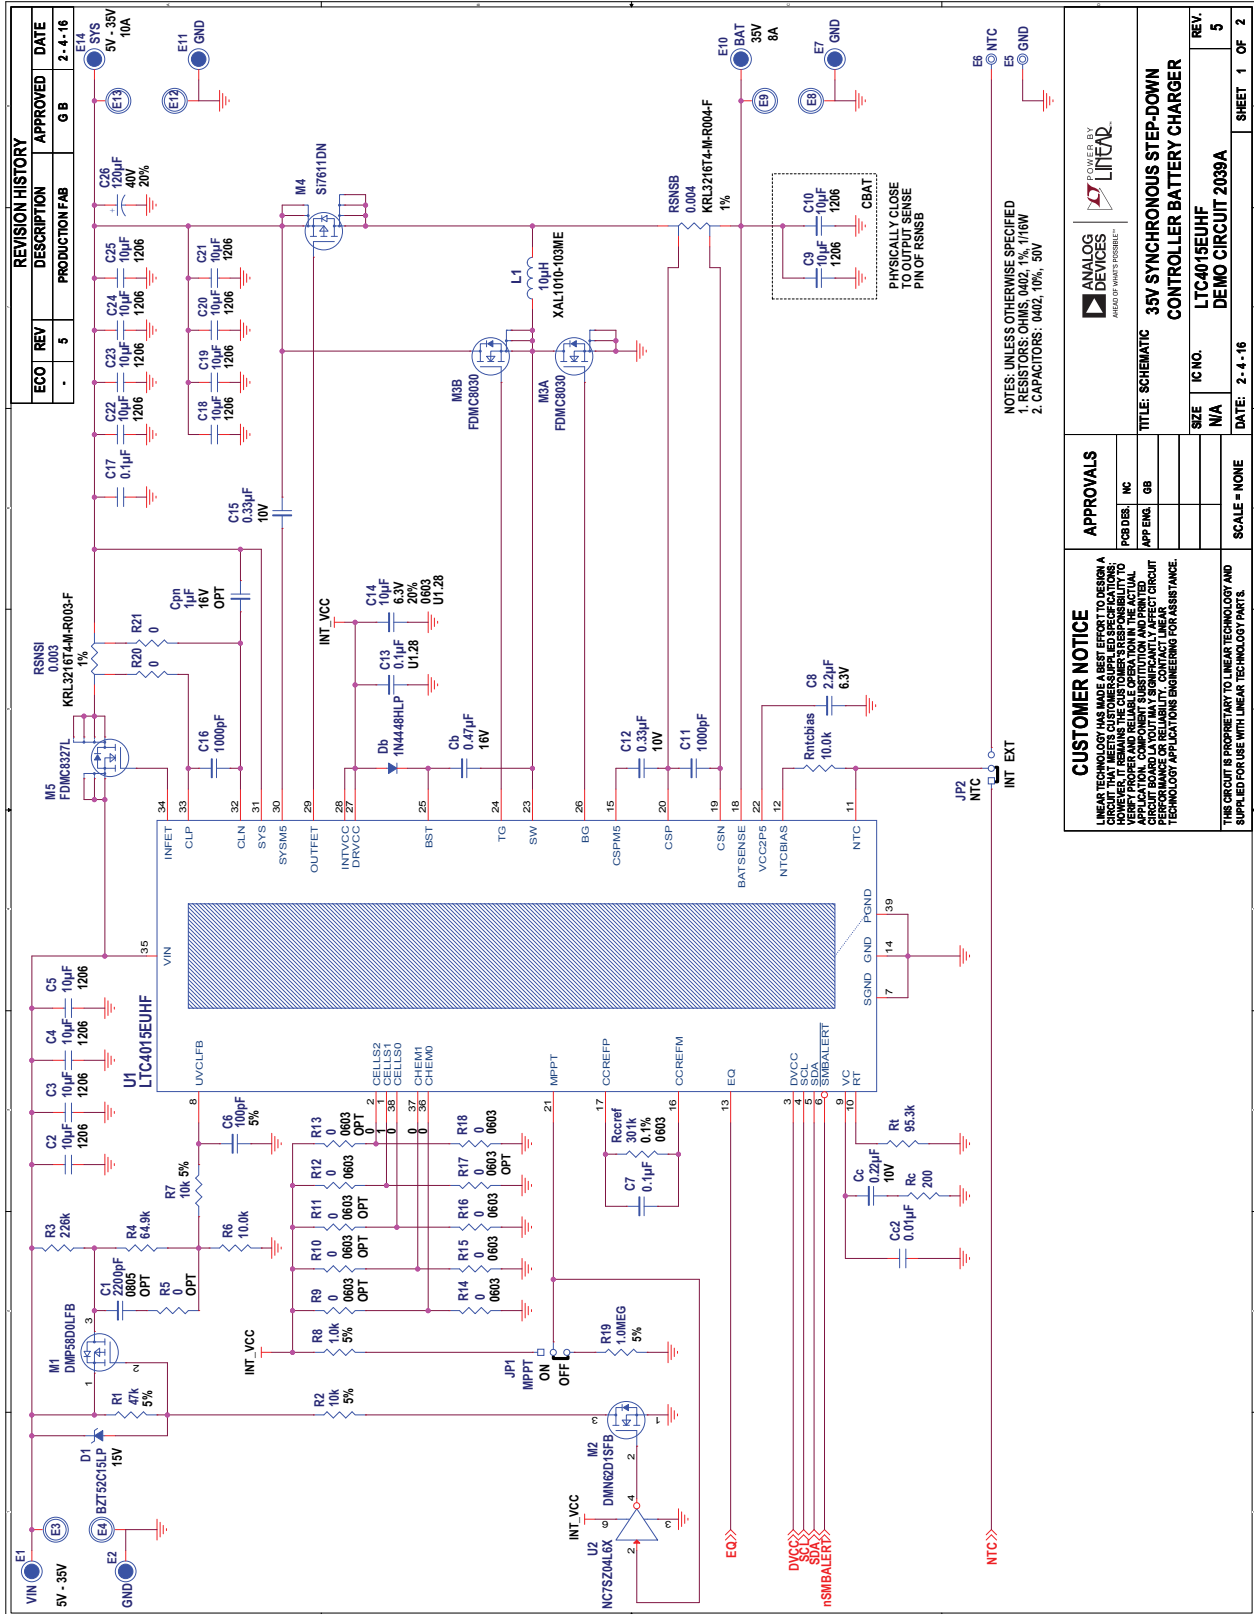 REVISION HISTORY
ECO REV DESCRIPTION APPROVED DATE
- 5 PRODUCTION FAB G B 2-4-16
E1
VIN
5V - 35V
E3
E4
E2
GND
D1
BZT52C15LP
15V
R1
47k
5%
M1
DMP58D0LFB
1
2
3
C1
2200pF
0805
OPT
R5
0
OPT
R3
226k
R4
64.9k
R6
10.0k
R7
10k 5%
C6
100pF
5%
C2
10µF
1206
C3
10µF
1206
C4
10µF
1206
C5
10µF
1206
M5
FDMC8327L
RSNSI
0.003
KRL3216T4-M-R003-F
1%
R20
0
R21
0
C16
1000pF
Cpn
1µF
16V
OPT
C17
0.1µF
C22
10µF
1206
C23
10µF
1206
C24
10µF
1206
C25
10µF
1206
C26
120µF
40V
20%
+
C18
10µF
1206
C19
10µF
1206
C20
10µF
1206
C21
10µF
1206
E14
SYS
5V - 35V
10A
E13
E12
E11
GND
U1
LTC4015EUHF
UVCLFB
8
VIN
35
CELLS2
2
CELLS1
1
CELLS0
38
CHEM1
37
CHEM0
36
MPPT
21
CCREFP
17
CCREFM
16
EQ
13
DVCC
3
SCL
4
SDA
5
SMBALERT
6
VC
9
RT
10
INFET
34
CLP
33
CLN
32
SYS
31
SYSM5
30
OUTFET
29
INTVCC
28
DRVCC
27
BST
25
TG
24
SW
23
BG
26
CSPM5
15
CSP
20
CSN
19
BATSENSE
18
VCC2P5
22
NTCBIAS
12
NTC
11
SGND
7
GND
14
PGND
39
INT_VCC
R8
1.0k
5%
R9
0
0603
OPT
R10
0
0603
OPT
R11
0
0603
OPT
R12
0
0603
R13
0
0603
OPT
0
1
0
0
0
R14
0
0603
R15
0
0603
R16
0
0603
R17
0
0603
OPT
R18
0
0603
R2
10k
5%
JP1
MPPT
ON
OFF
R19
1.0MEG
5%
M2
DMN62D1SFB
3
2
1
INT_VCC
U2
NC7SZ04L6X
6
2
4
3
C7
0.1µF
Rccref
301k
0.1%
0603
Cc2
0.01µF
Cc
0.22µF
10V
Rc
200
Rt
95.3k
EQ
DVCC
SCL
SDA
nSMBALERT
NTC
C15
0.33µF
10V
INT_VCC
C13
0.1µF
U1.28
C14
10µF
6.3V
20%
0603
U1.28
Db
1N4448HLP
Cb
0.47µF
16V
M4
Si7611DN
M3B
FDMC8030
M3A
FDMC8030
L1
10µH
XAL1010-103ME
C12
0.33µF
10V
C11
1000pF
RSNSB
0.004
KRL3216T4-M-R004-F
1%
C9
10µF
1206
C10
10µF
1206
CBAT
PHYSICALLY CLOSE
TO OUTPUT SENSE
PIN OF RSNSB
E10
BAT
35V
8A
E9
E8
E7
GND
Rntcbias
10.0k
C8
2.2µF
6.3V
JP2
NTC
INT EXT
E6
NTC
E5
GND
NOTES: UNLESS OTHERWISE SPECIFIED
1. RESISTORS: OHMS, 0402, 1%, 1/16W
2. CAPACITORS: 0402, 10%, 50V
CUSTOMER NOTICE
LINEAR TECHNOLOGY HAS MADE A BEST EFFORT TO DESIGN A
CIRCUIT THAT MEETS CUSTOMER-SUPPLIED SPECIFICATIONS;
HOWEVER, IT REMAINS THE CUSTOMER'S RESPONSIBILITY TO
VERIFY PROPER AND RELIABLE OPERATION IN THE ACTUAL
APPLICATION. COMPONENT SUBSTITUTION AND PRINTED
CIRCUIT BOARD LAYOUT MAY SIGNIFICANTLY AFFECT CIRCUIT
PERFORMANCE OR RELIABILITY. CONTACT LINEAR
TECHNOLOGY APPLICATIONS ENGINEERING FOR ASSISTANCE.
THIS CIRCUIT IS PROPRIETARY TO LINEAR TECHNOLOGY AND
SUPPLIED FOR USE WITH LINEAR TECHNOLOGY PARTS.
APPROVALS
PCB DES. NC
APP ENG. GB
SCALE = NONE
ANALOG
DEVICES
AHEAD OF WHAT'S POSSIBLE™
POWER BY
LINEAR™
TITLE: SCHEMATIC
35V SYNCHRONOUS STEP-DOWN
CONTROLLER BATTERY CHARGER
SIZE
N/A
IC NO.
LTC4015EUHF
DEMO CIRCUIT 2039A
REV.
5
DATE: 2 - 4 - 16
SHEET 1 OF 2